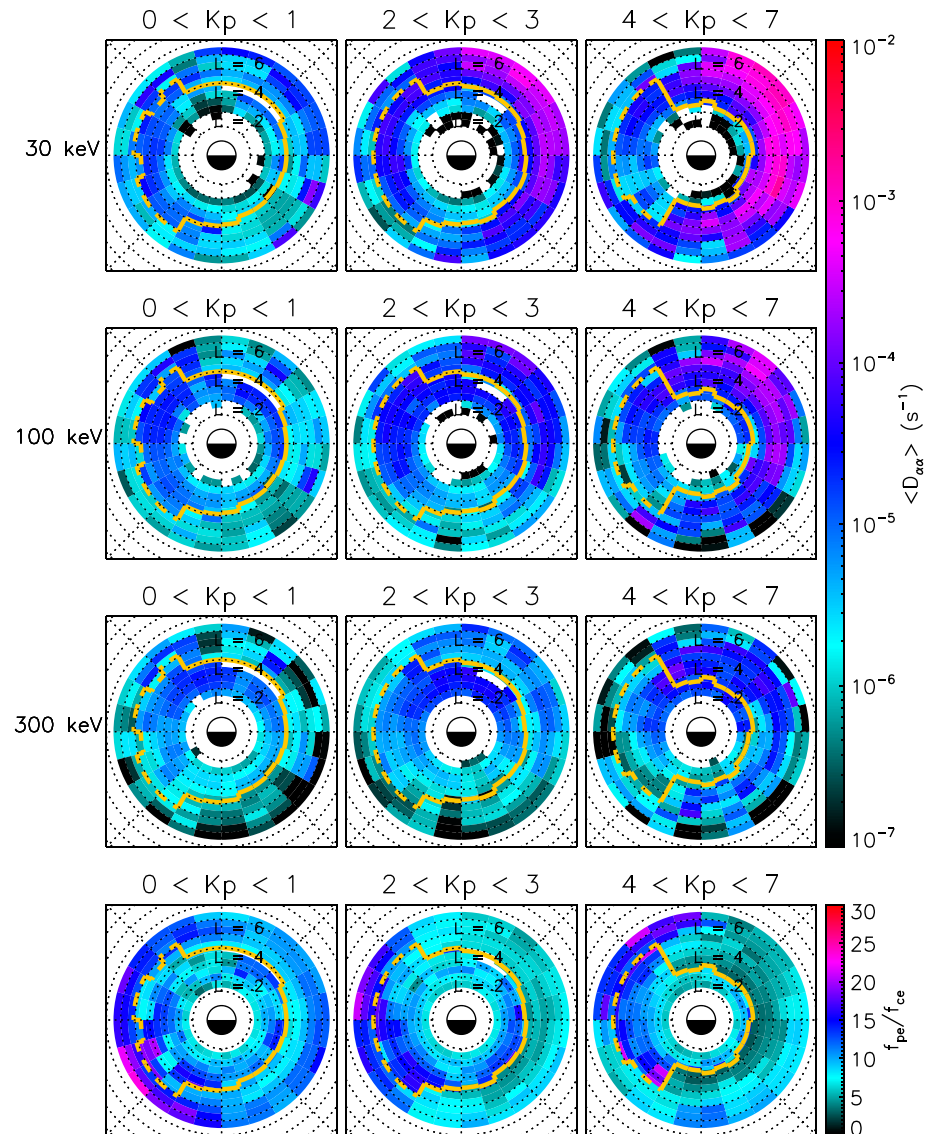 0 < Kp < 1
2 < Kp < 3
4 < Kp < 7
30 keV
L = 6
L = 4
L = 2
L = 6
L = 4
L = 2
L = 6
L = 4
L = 2
0 < Kp < 1
2 < Kp < 3
4 < Kp < 7
100 keV
L = 6
L = 4
L = 2
L = 6
L = 4
L = 2
L = 6
L = 4
L = 2
0 < Kp < 1
2 < Kp < 3
4 < Kp < 7
300 keV
L = 6
L = 4
L = 2
L = 6
L = 4
L = 2
L = 6
L = 4
L = 2
10⁻²
10⁻³
10⁻⁴
10⁻⁵
10⁻⁶
10⁻⁷
<Dαα> (s⁻¹)
0 < Kp < 1
2 < Kp < 3
4 < Kp < 7
L = 6
L = 4
L = 2
L = 6
L = 4
L = 2
L = 6
L = 4
L = 2
30
25
20
15
10
5
0
fpe/fce